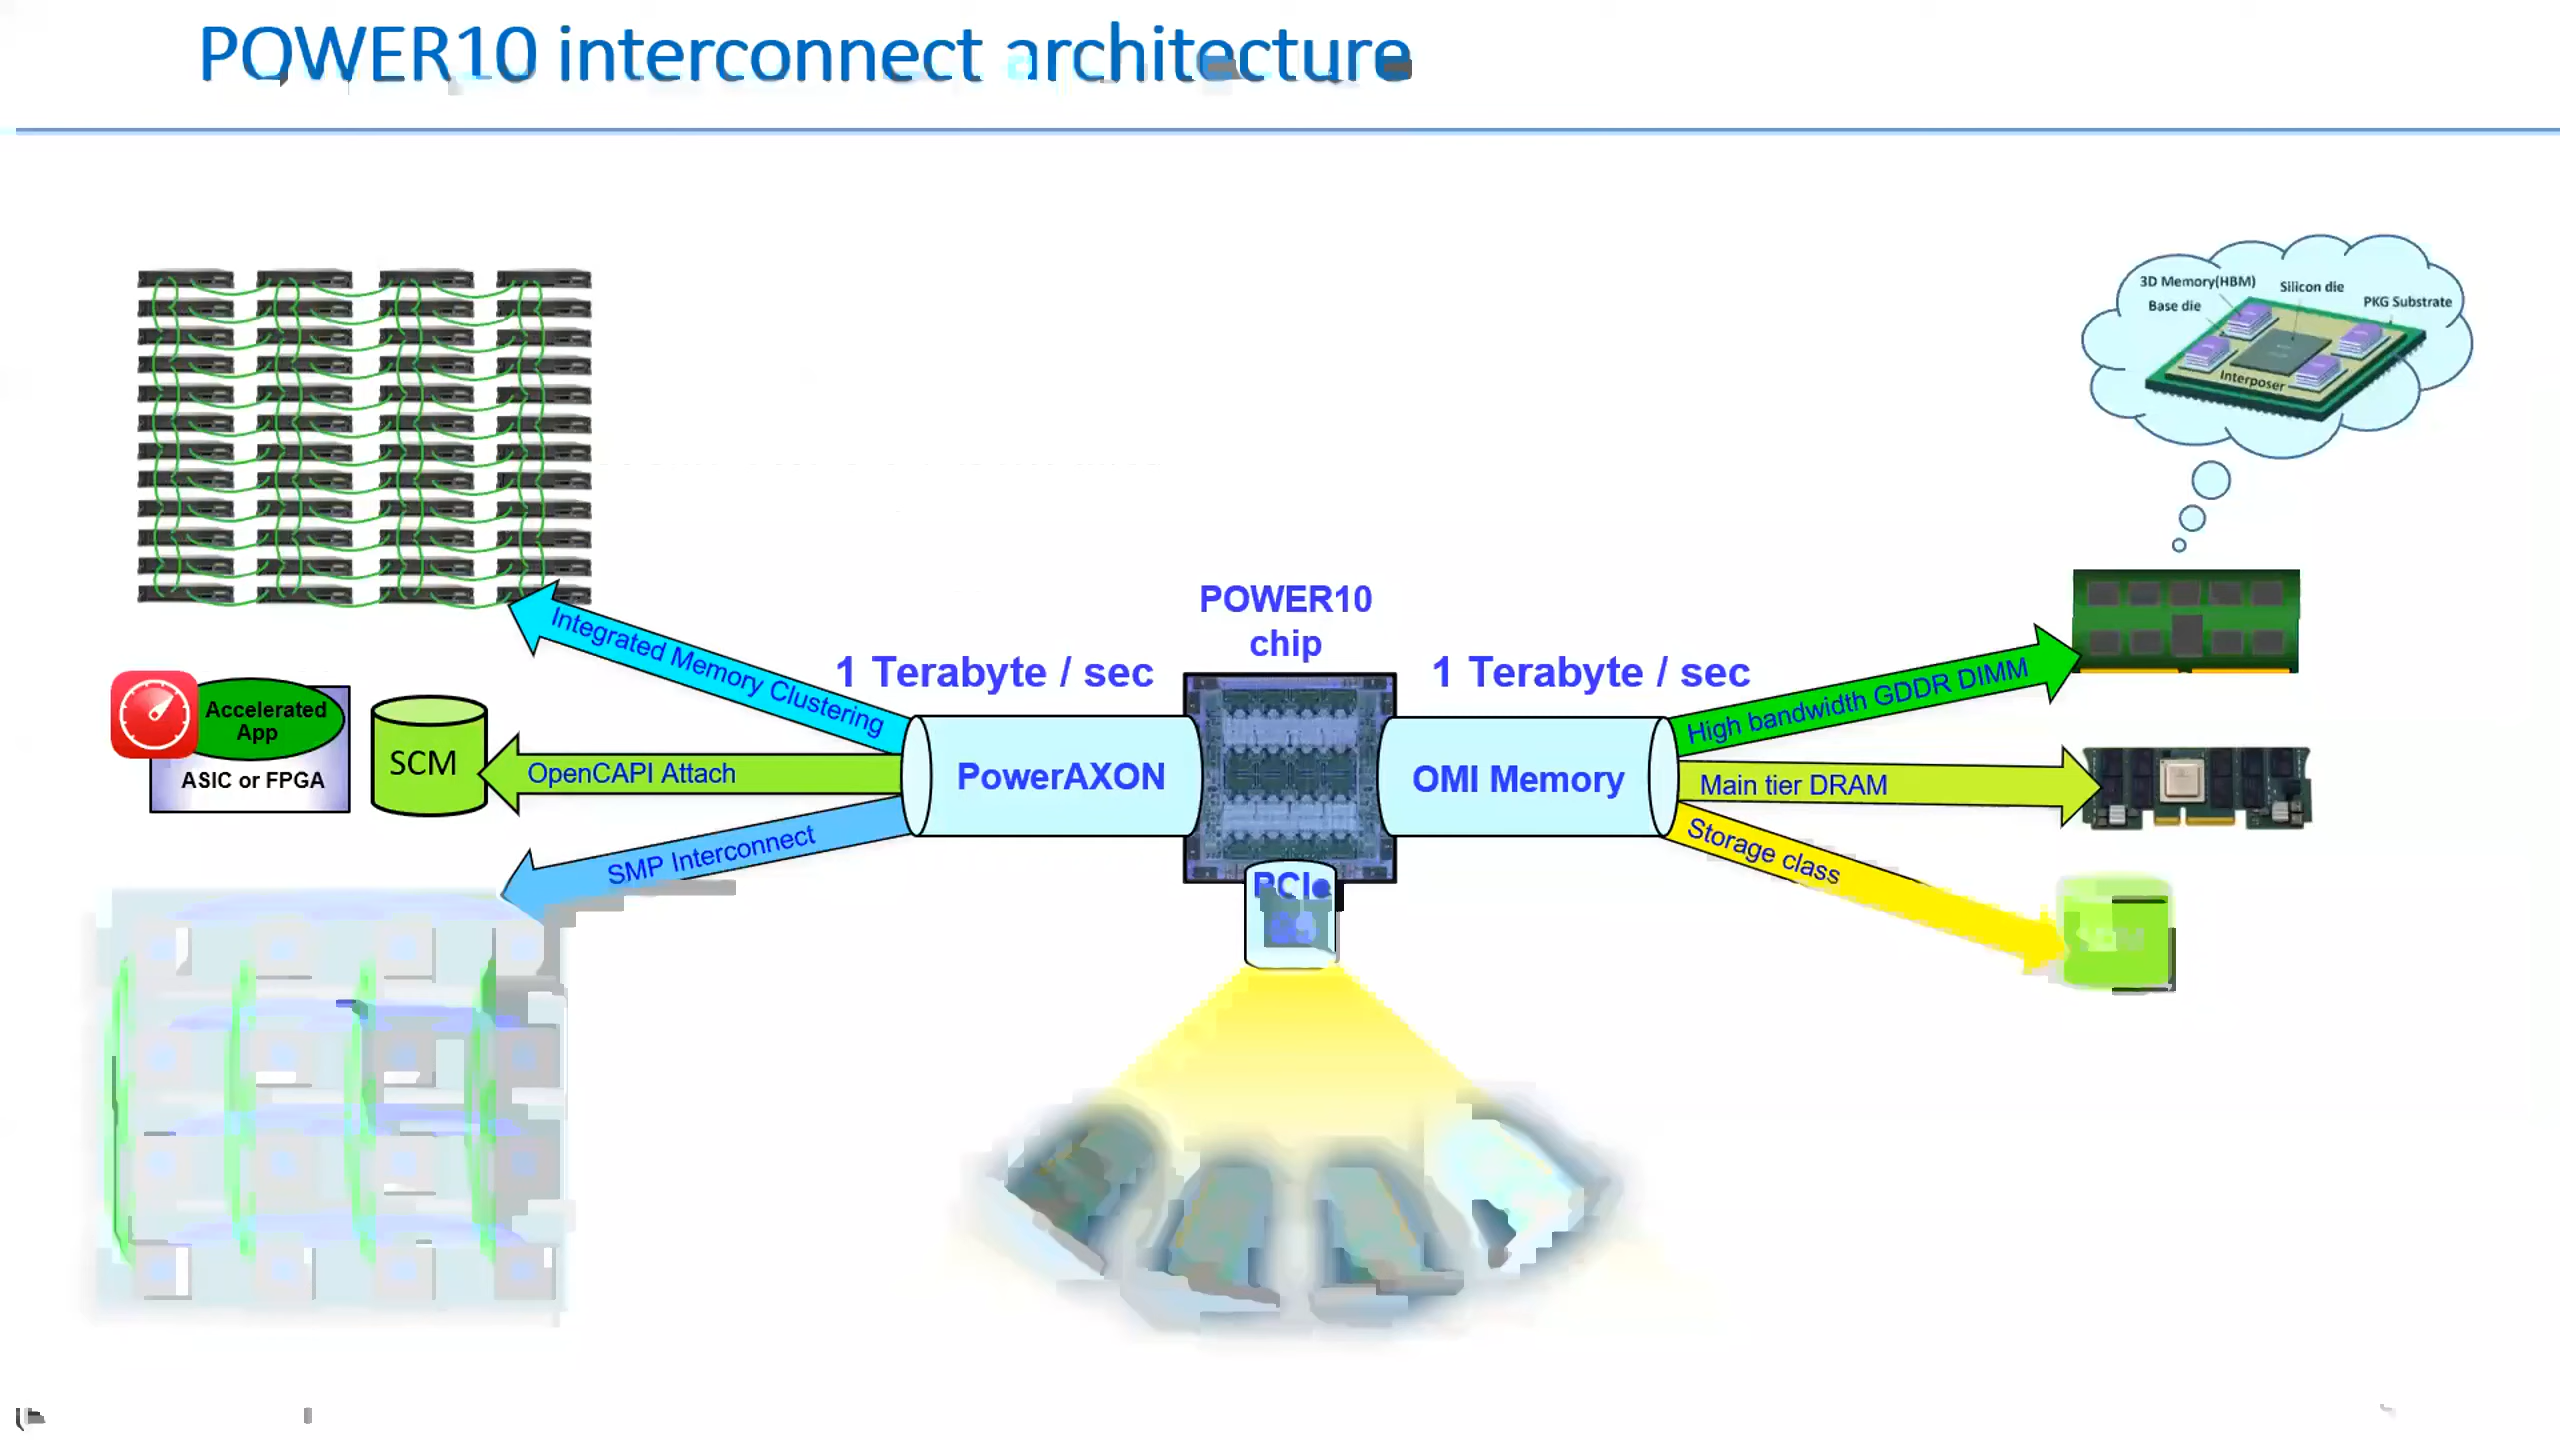 POWER10 interconnect architecture
3D Memory(HBM)
Silicon die
Base die
PKG Substrate
Interposer
POWER10
chip
1 Terabyte / sec
1 Terabyte / sec
Integrated Memory Clustering
High bandwidth GDDR DIMM
Accelerated
App
ASIC or FPGA
SCM
OpenCAPI Attach
PowerAXON
OMI Memory
Main tier DRAM
SMP Interconnect
Storage class
PCIe